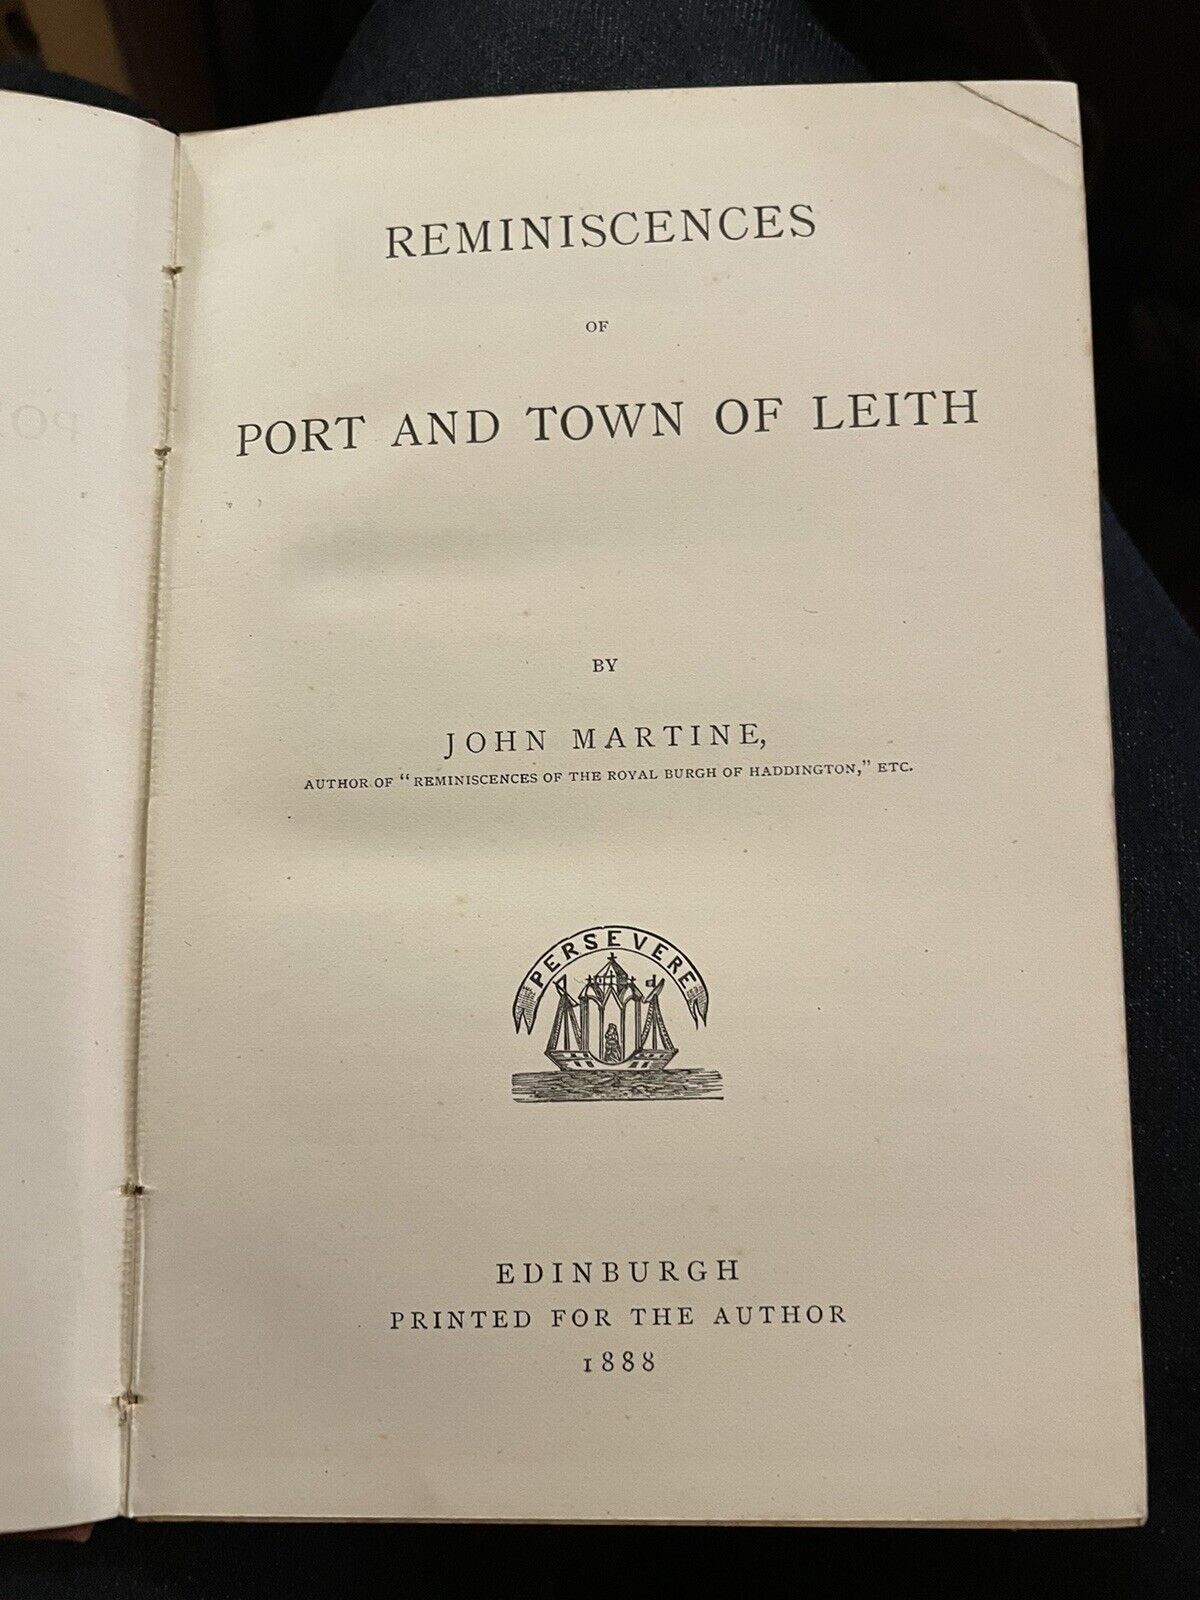 REMINISCENCES
OF
PORT AND TOWN OF LEITH
BY
JOHN MARTINE,
AUTHOR OF “REMINISCENCES OF THE ROYAL BURGH OF HADDINGTON,” ETC.
PERSEVERE
EDINBURGH
PRINTED FOR THE AUTHOR
1888